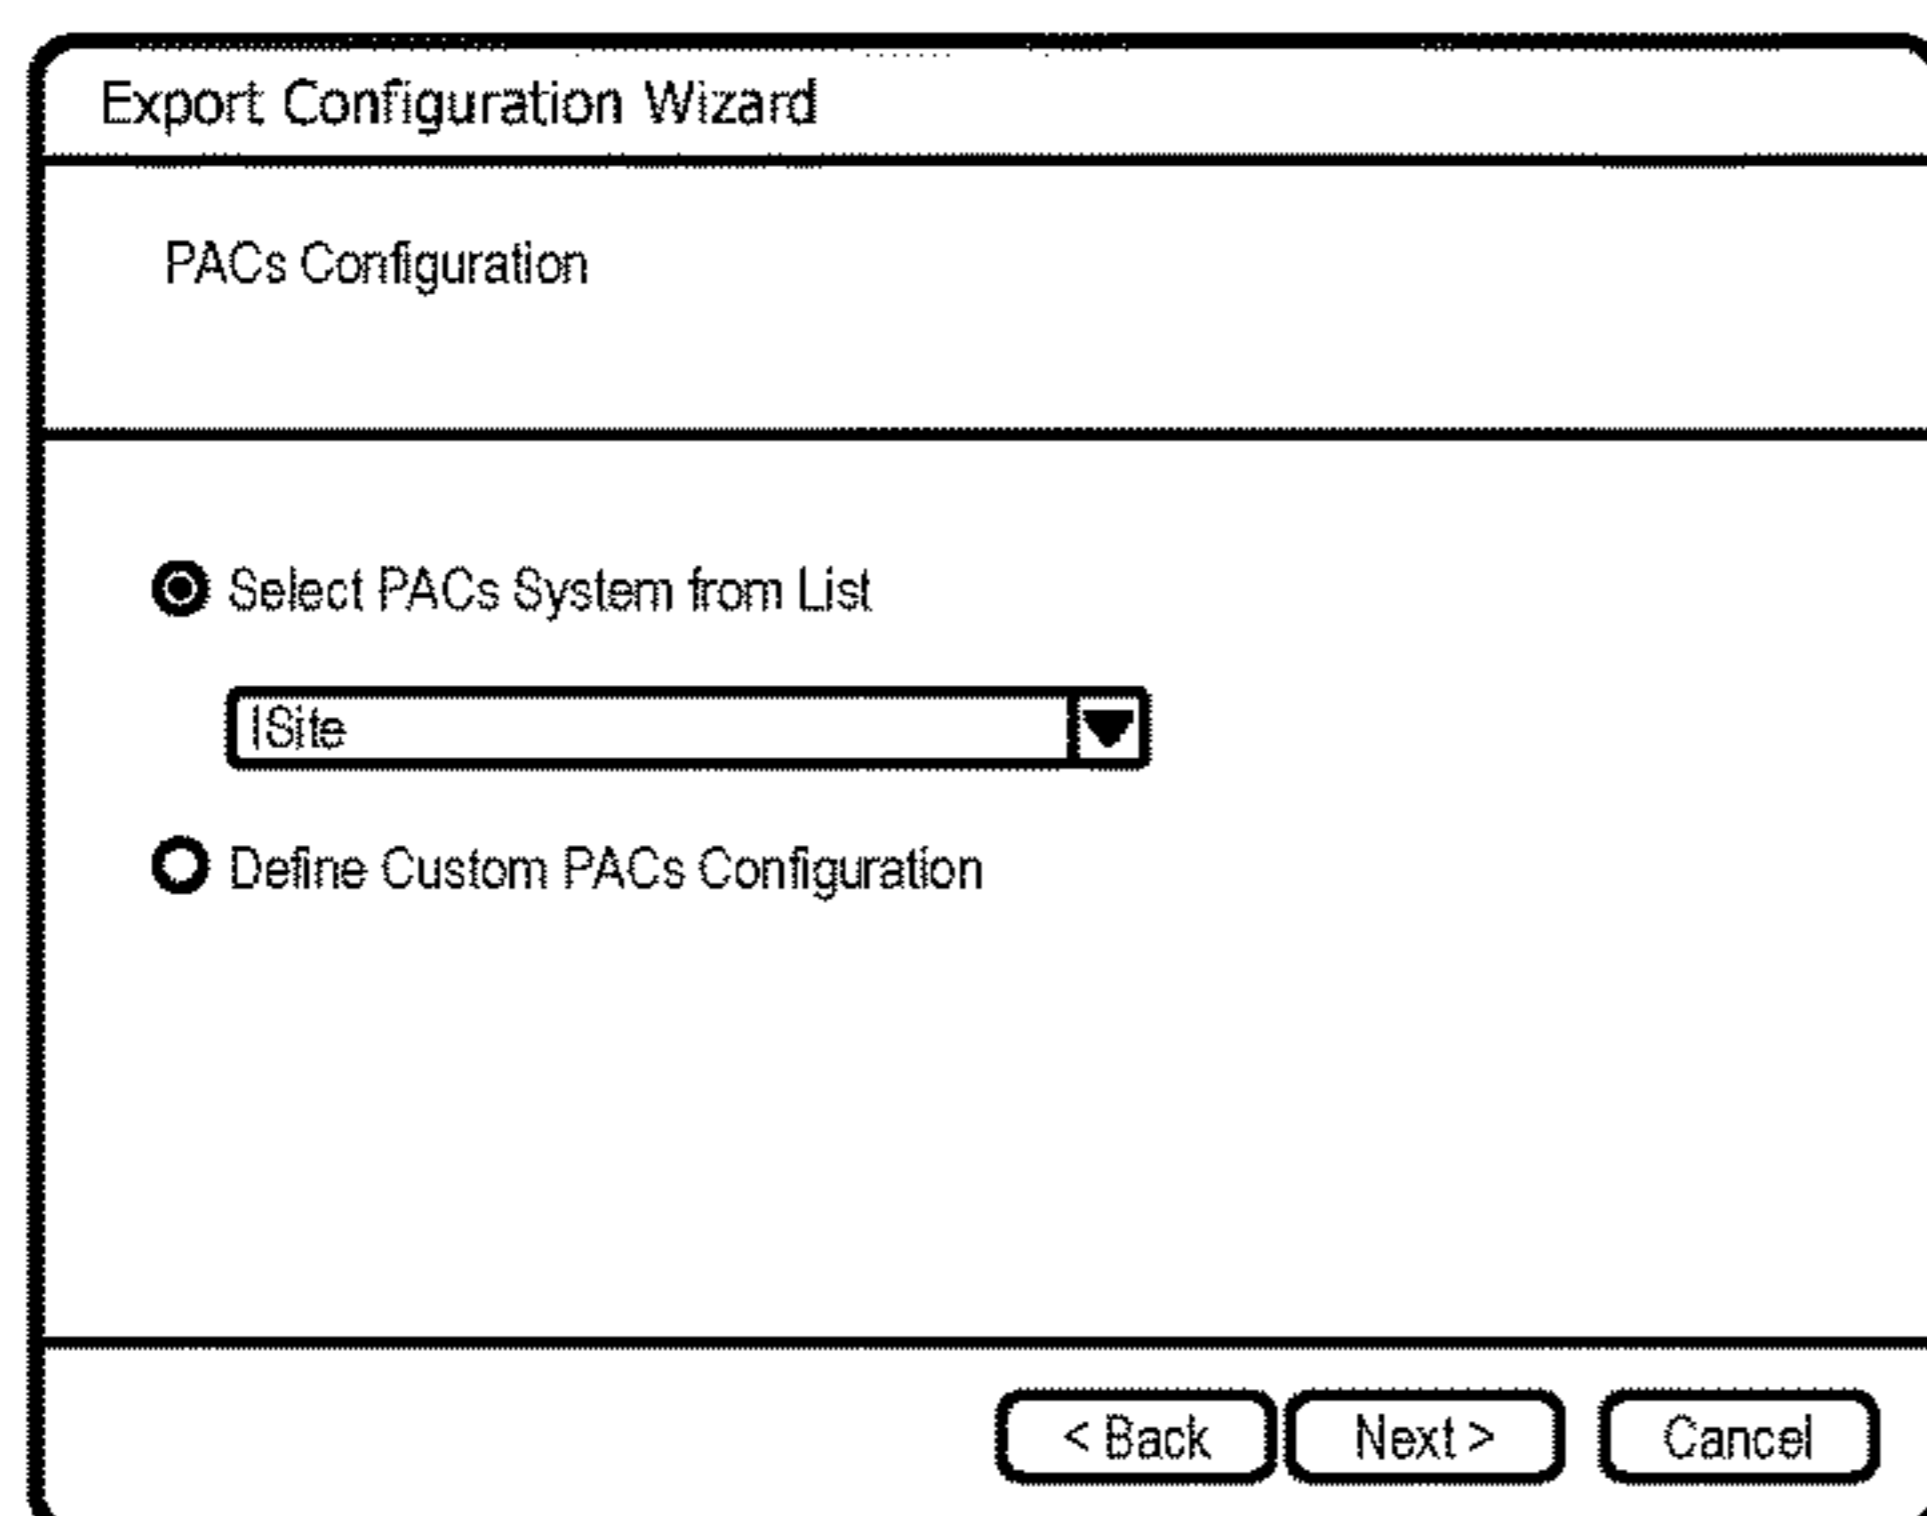 Export Configuration Wizard
PACs Configuration
Select PACs System from List
ISite
Define Custom PACs Configuration
< Back Next > Cancel